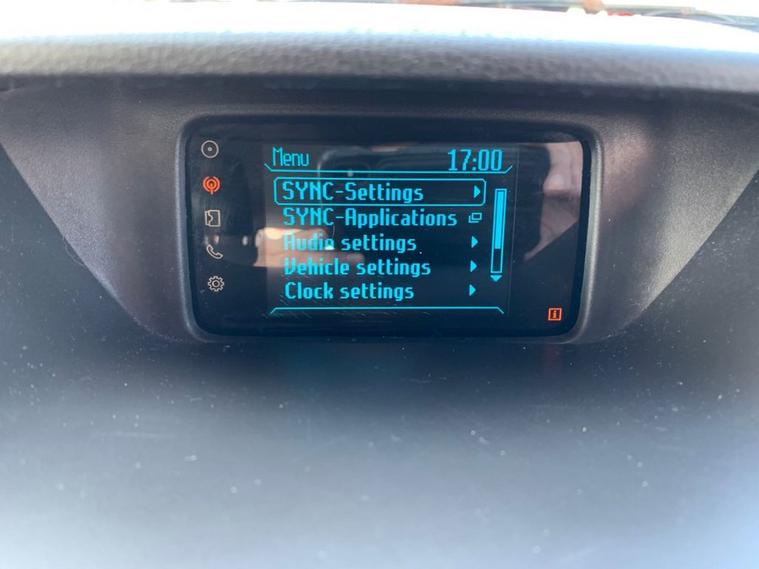 Menu 17:00
SYNC-Settings
SYNC-Applications
Audio settings
Vehicle settings
Clock settings
i